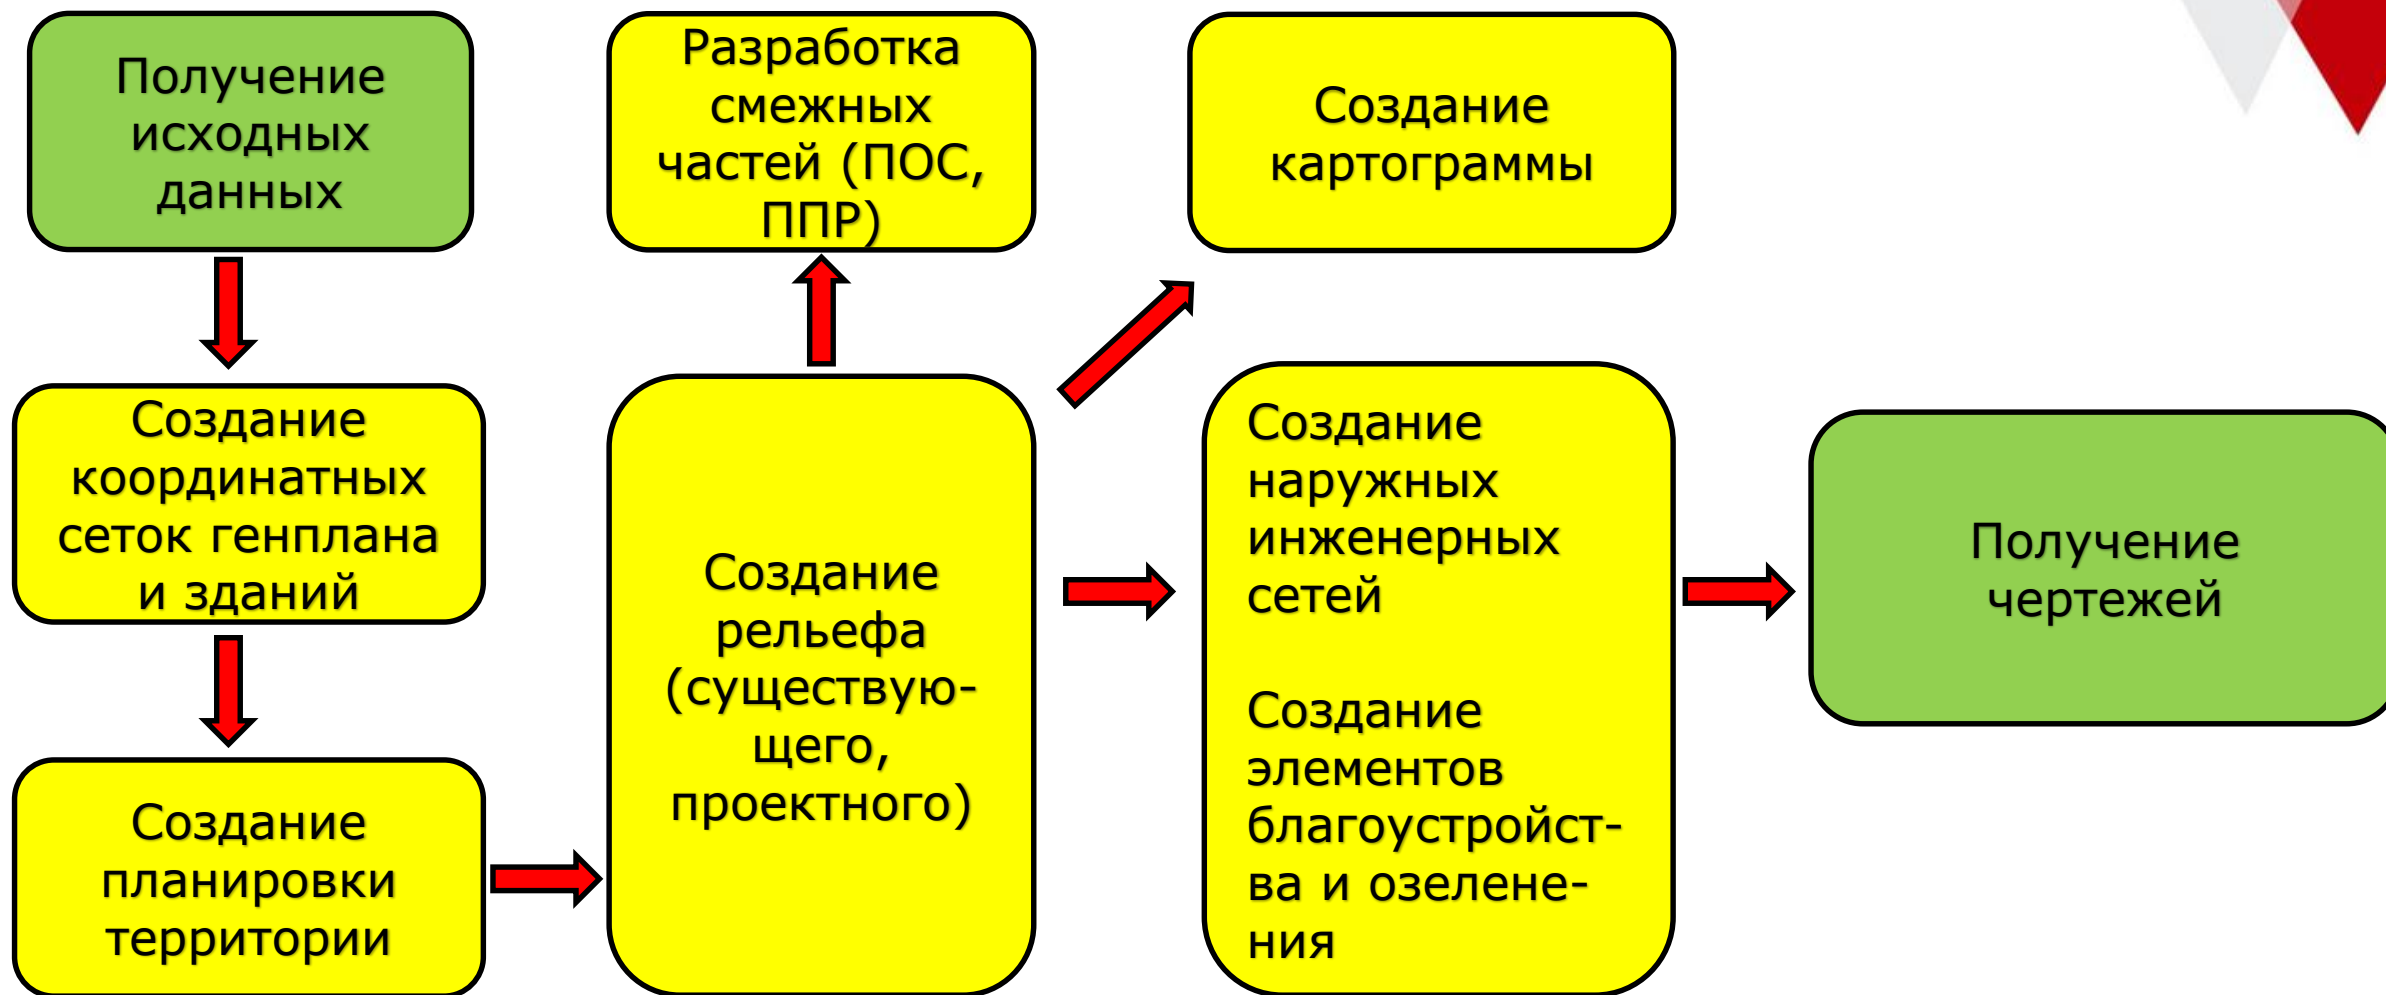 Получение
исходных
данных
Создание
координатных
сеток генплана
и зданий
Создание
планировки
территории
Разработка
смежных
частей (ПОС,
ППР)
Создание
рельефа
(существую-
щего,
проектного)
Создание
картограммы
Создание
наружных
инженерных
сетей
Создание
элементов
благоустройст-
ва и озелене-
ния
Получение
чертежей